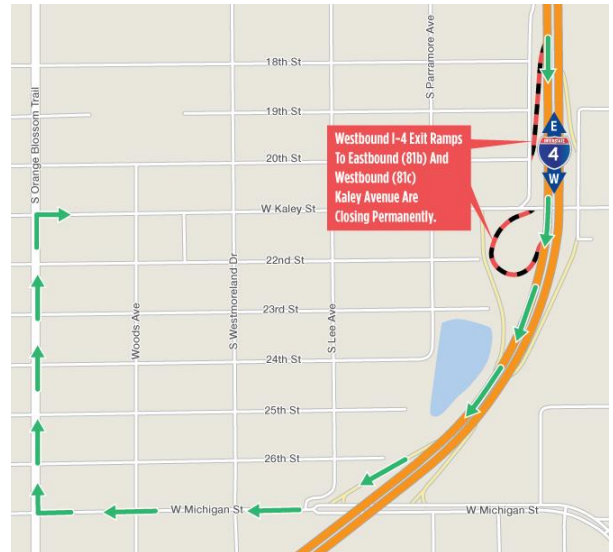 18th St
19th St
20th St
W Kaley St
22nd St
23rd St
24th St
25th St
26th St
W Michigan St
W Michigan St
S Orange Blossom Trail
Woods Ave
S Westmoreland Dr
S Lee Ave
S Parramore Ave
Westbound I-4 Exit Ramps
To Eastbound (81b) And
Westbound (81c)
Kaley Avenue Are
Closing Permanently.
E
INTERSTATE
4
W